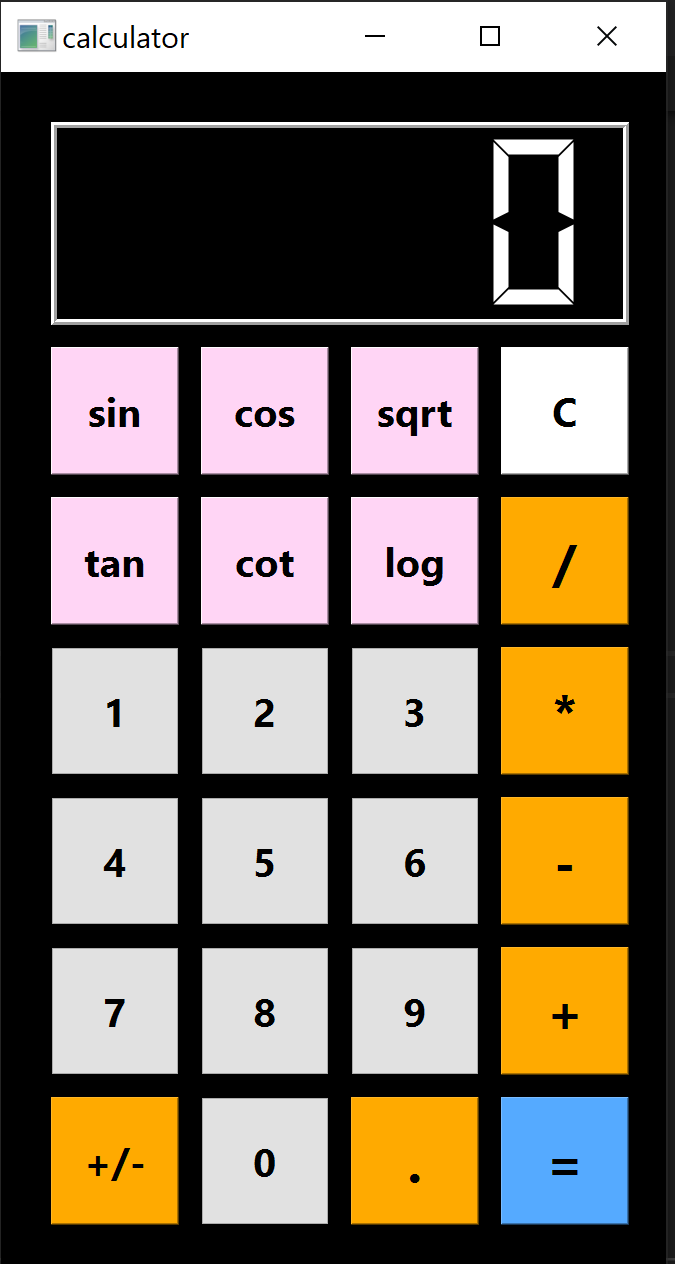 calculator
0
sin cos sqrt C
tan cot log /
1 2 3 *
4 5 6 -
7 8 9 +
+/- 0 . =